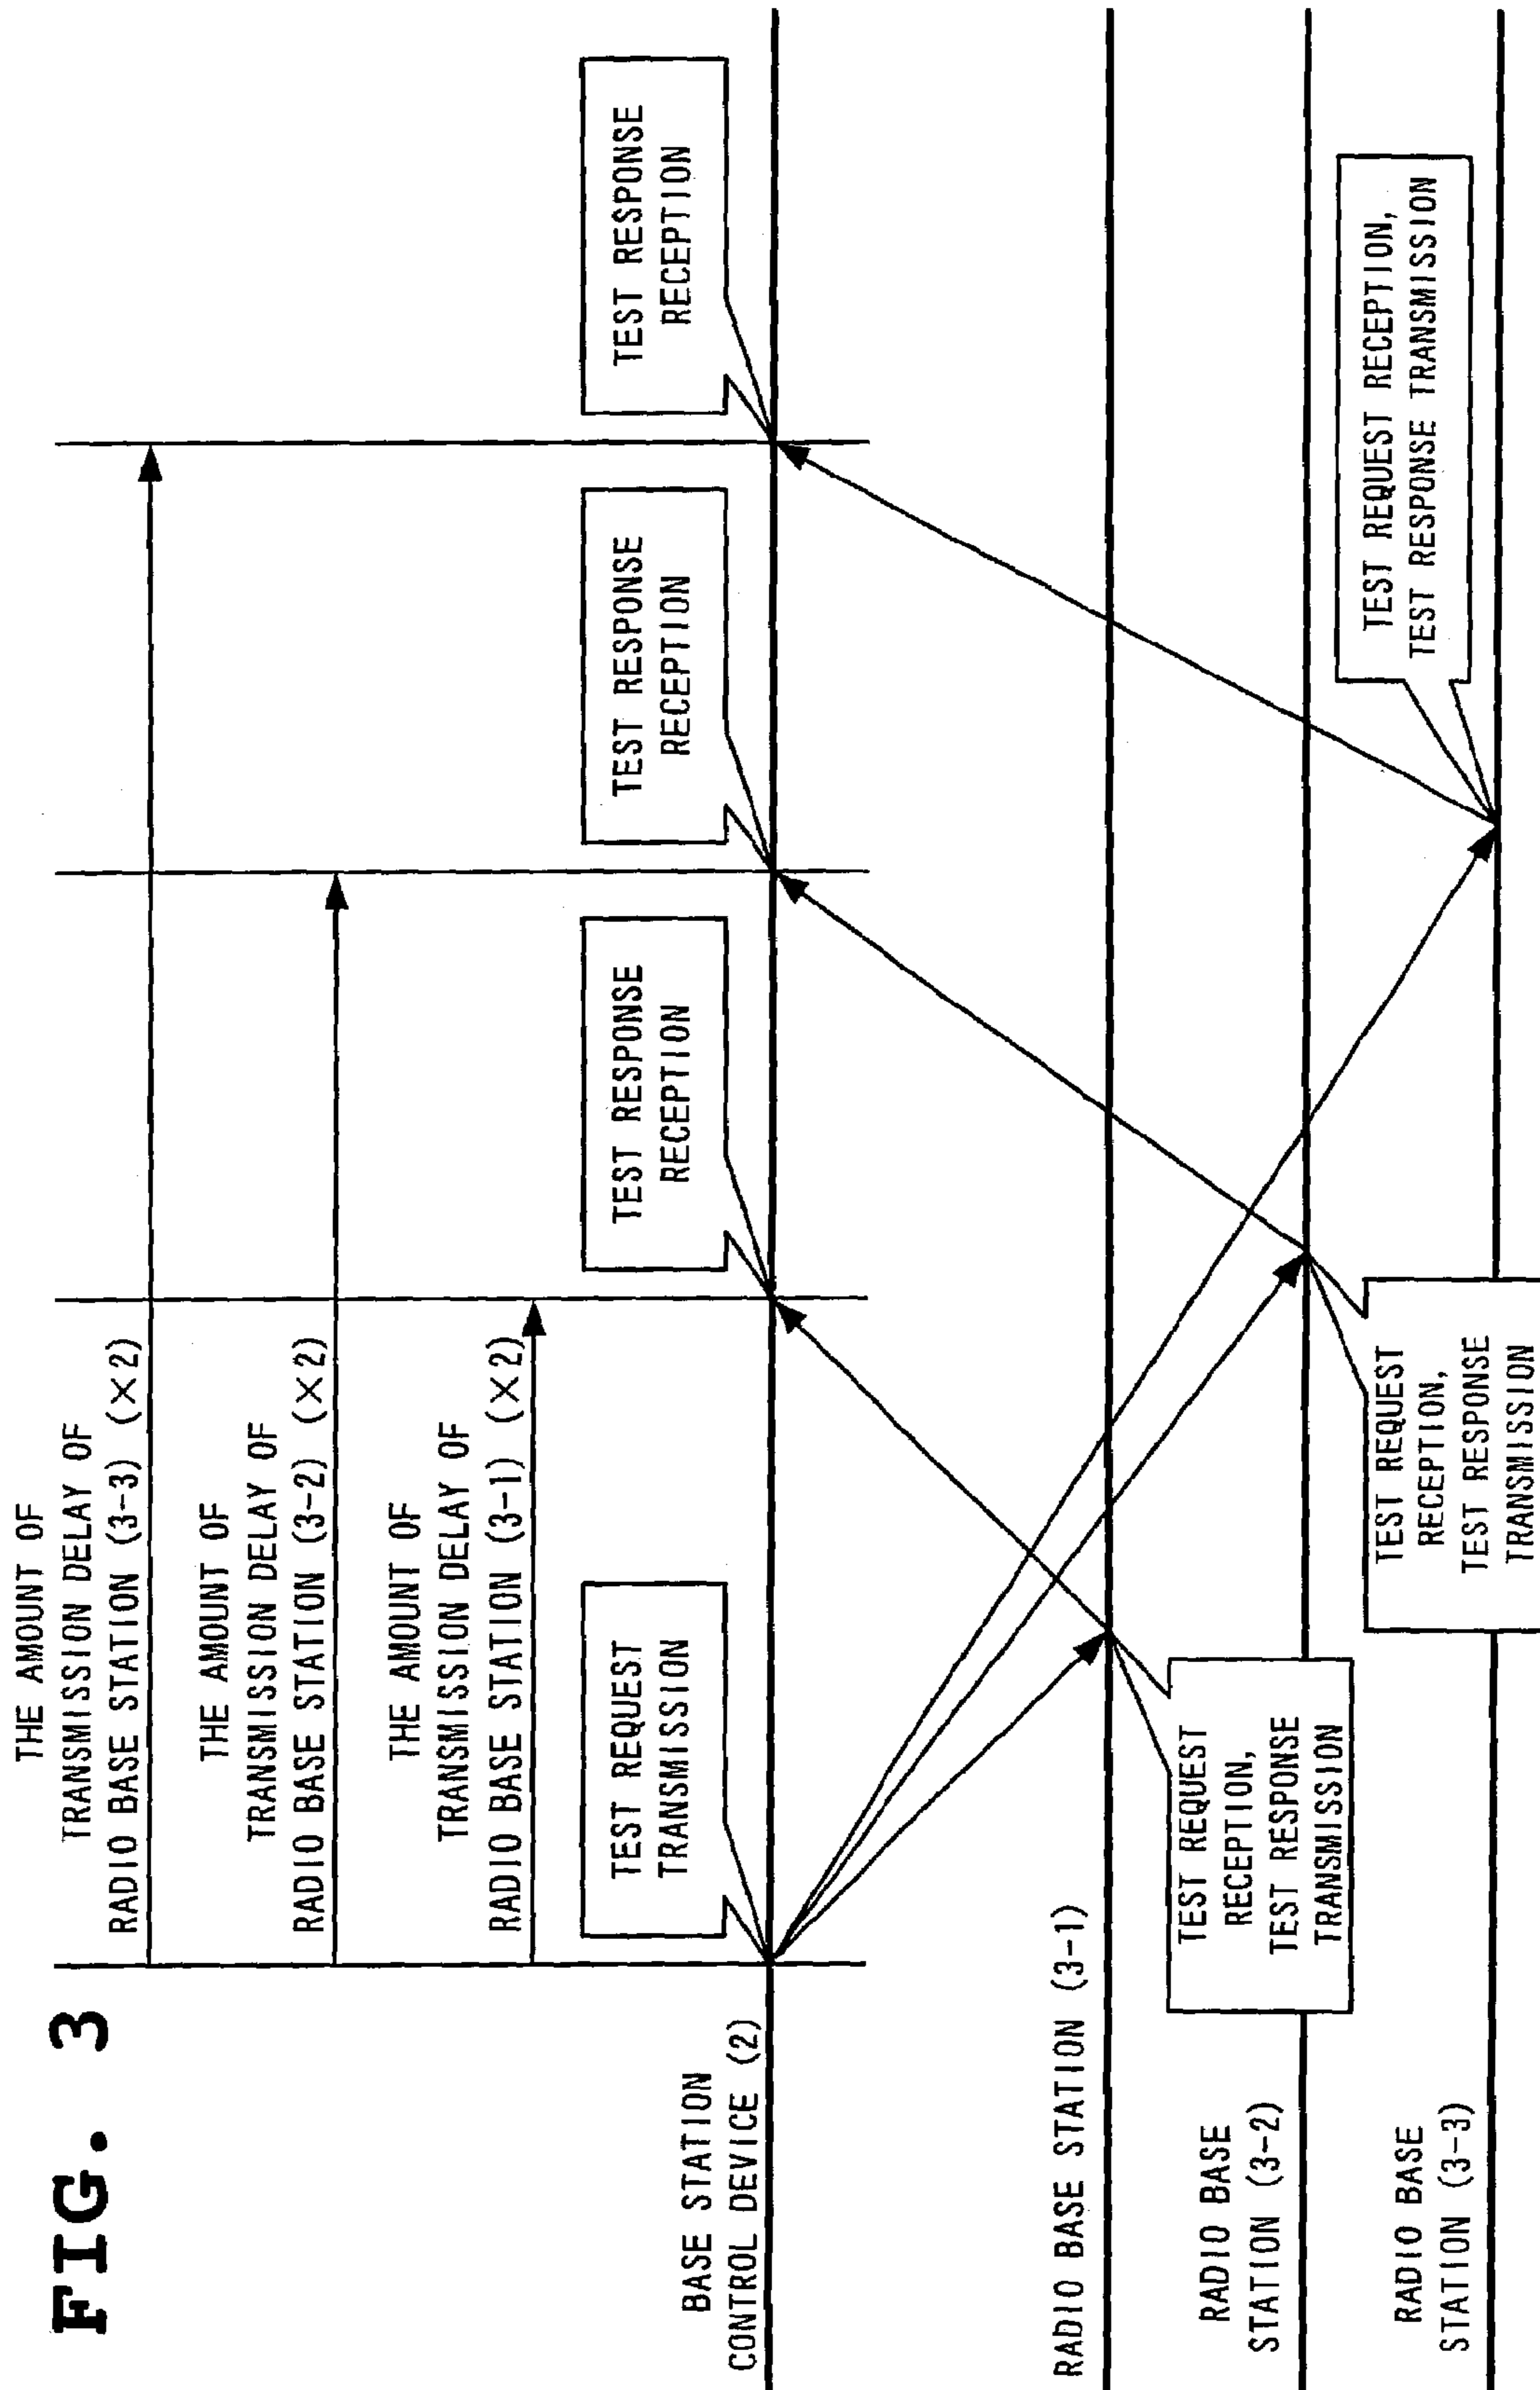 FIG. 3
THE AMOUNT OF
TRANSMISSION DELAY OF
RADIO BASE STATION (3-3) (×2)
THE AMOUNT OF
TRANSMISSION DELAY OF
RADIO BASE STATION (3-2) (×2)
THE AMOUNT OF
TRANSMISSION DELAY OF
RADIO BASE STATION (3-1) (×2)
TEST REQUEST
TRANSMISSION
TEST RESPONSE
RECEPTION
TEST RESPONSE
RECEPTION
TEST RESPONSE
RECEPTION
BASE STATION
CONTROL DEVICE (2)
RADIO BASE STATION (3-1)
TEST REQUEST
RECEPTION,
TEST RESPONSE
TRANSMISSION
RADIO BASE
STATION (3-2)
TEST REQUEST
RECEPTION,
TEST RESPONSE
TRANSMISSION
TEST REQUEST RECEPTION,
TEST RESPONSE TRANSMISSION
RADIO BASE
STATION (3-3)